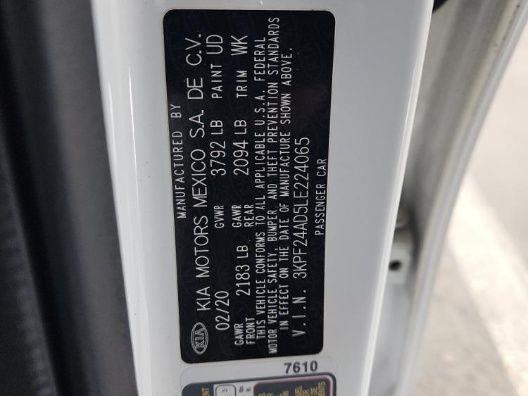 MANUFACTURED BY
KIA KIA MOTORS MEXICO S.A. DE C.V.
02/20 GVWR 3792 LB PAINT UD
GAWR FRONT 2183 LB GAWR REAR 2094 LB TRIM WK
THIS VEHICLE CONFORMS TO ALL APPLICABLE U.S.A. FEDERAL
MOTOR VEHICLE SAFETY, BUMPER, AND THEFT PREVENTION STANDARDS
IN EFFECT ON THE DATE OF MANUFACTURE SHOWN ABOVE.
V.I.N. 3KPF24AD5LE224065
PASSENGER CAR
7610